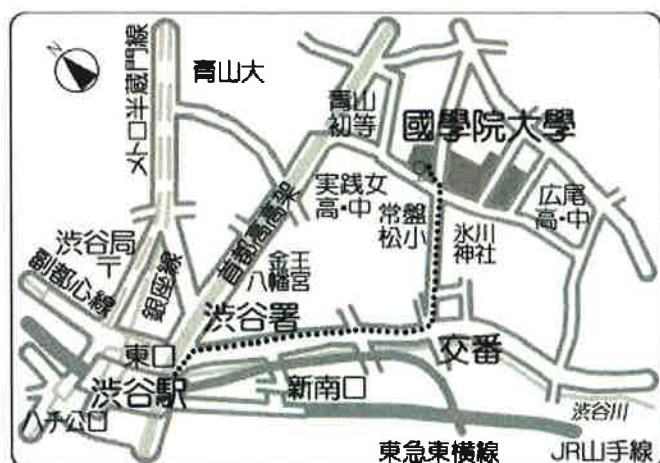 N
メトロ半蔵門線
青山大
青山
初等
國學院大學
実践女
高・中
常盤
松小
氷川
神社
広尾
高・中
首都高高架
渋谷局
〒
副都心線
銀座線
金王
八幡宮
渋谷署
交番
東口
渋谷駅
新南口
ハチ公口
渋谷川
東急東横線
JR山手線